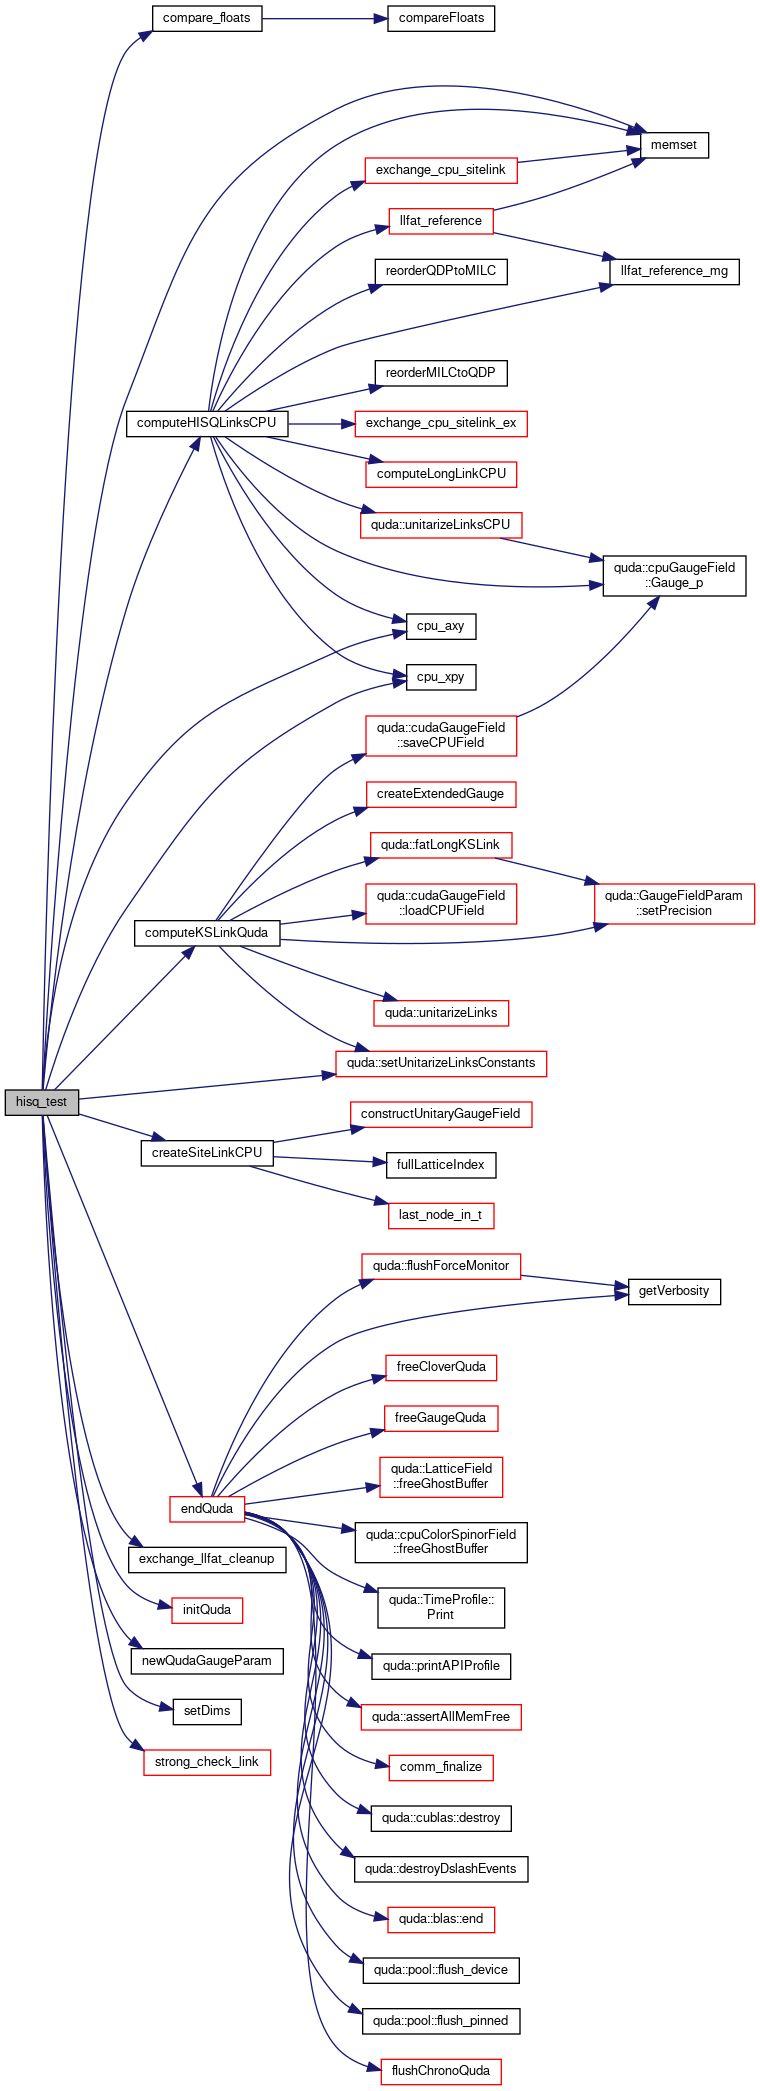 compare_floats
compareFloats
memset
exchange_cpu_sitelink
llfat_reference
reorderQDPtoMILC
llfat_reference_mg
reorderMILCtoQDP
computeHISQLinksCPU
exchange_cpu_sitelink_ex
computeLongLinkCPU
quda::unitarizeLinksCPU
quda::cpuGaugeField
::Gauge_p
cpu_axy
cpu_xpy
quda::cudaGaugeField
::saveCPUField
createExtendedGauge
quda::fatLongKSLink
quda::cudaGaugeField
::loadCPUField
quda::GaugeFieldParam
::setPrecision
computeKSLinkQuda
quda::unitarizeLinks
quda::setUnitarizeLinksConstants
hisq_test
constructUnitaryGaugeField
createSiteLinkCPU
fullLatticeIndex
last_node_in_t
quda::flushForceMonitor
getVerbosity
freeCloverQuda
freeGaugeQuda
quda::LatticeField
::freeGhostBuffer
endQuda
quda::cpuColorSpinorField
::freeGhostBuffer
exchange_llfat_cleanup
quda::TimeProfile::
Print
initQuda
newQudaGaugeParam
quda::printAPIProfile
setDims
quda::assertAllMemFree
strong_check_link
comm_finalize
quda::cublas::destroy
quda::destroyDslashEvents
quda::blas::end
quda::pool::flush_device
quda::pool::flush_pinned
flushChronoQuda